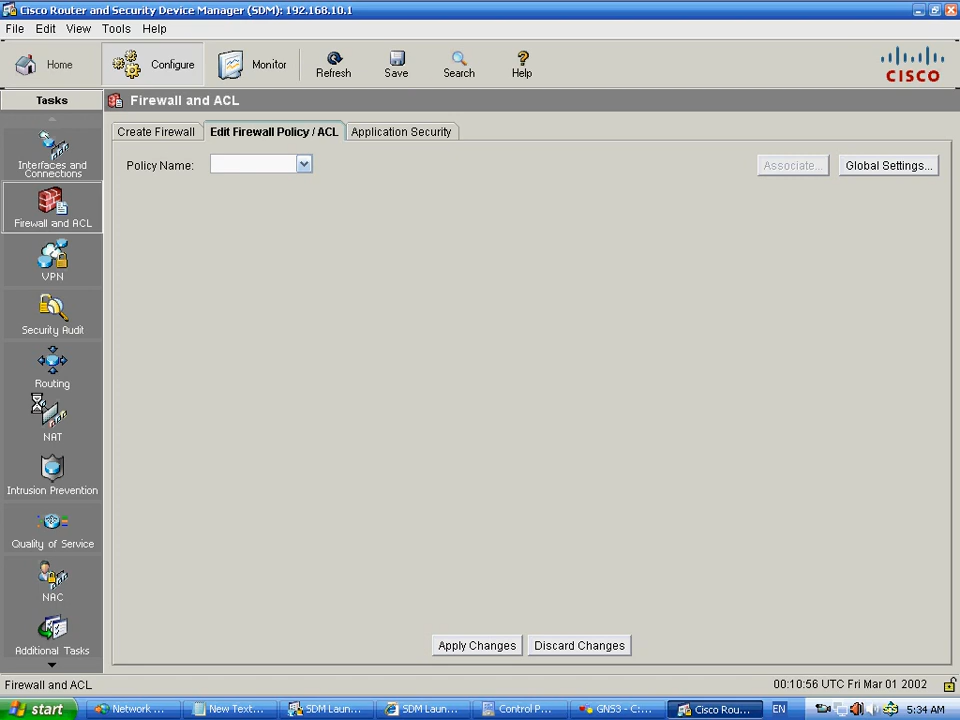 Cisco Router and Security Device Manager (SDM): 192.168.10.1
File Edit View Tools Help
Home Configure Monitor Refresh Save Search Help
CISCO
Tasks
Firewall and ACL
Create Firewall Edit Firewall Policy / ACL Application Security
Policy Name: Associate... Global Settings...
Interfaces and
Connections
Firewall and ACL
VPN
Security Audit
Routing
NAT
Intrusion Prevention
Quality of Service
NAC
Additional Tasks
Apply Changes Discard Changes
Firewall and ACL 00:10:56 UTC Fri Mar 01 2002
start Network ... New Text... SDM Laun... SDM Laun... Control P... GNS3 - C:... Cisco Rou... EN 5:34 AM